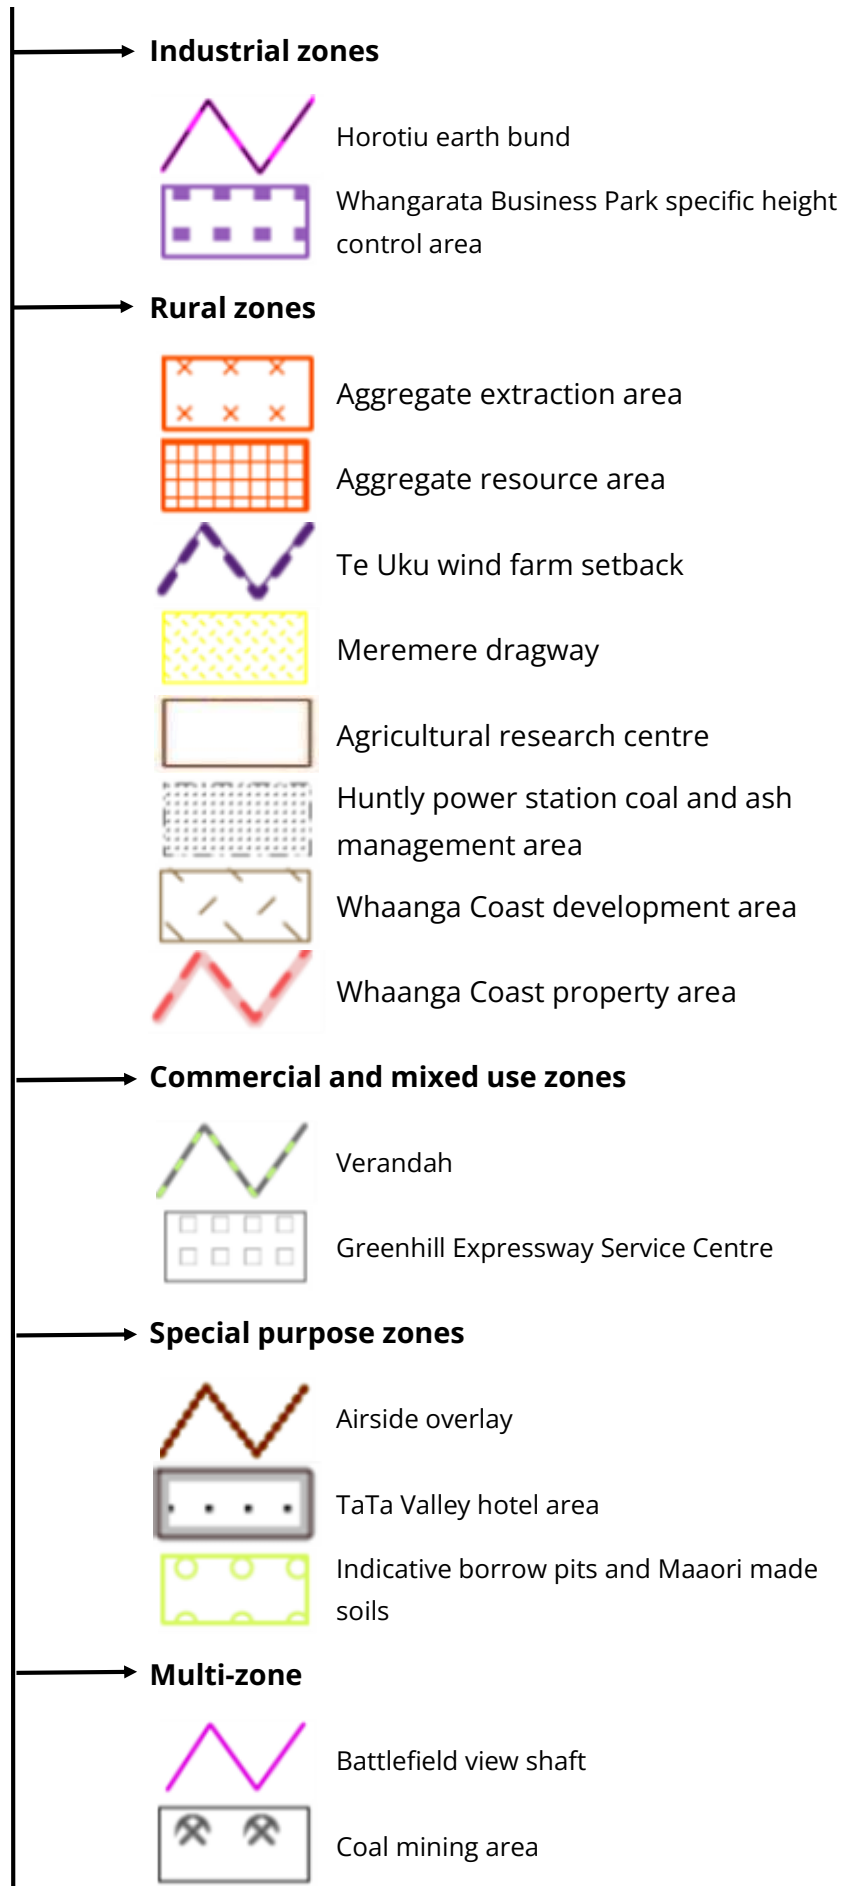 Industrial zones
Horotiu earth bund
Whangarata Business Park specific height
control area
Rural zones
Aggregate extraction area
Aggregate resource area
Te Uku wind farm setback
Meremere dragway
Agricultural research centre
Huntly power station coal and ash
management area
Whaanga Coast development area
Whaanga Coast property area
Commercial and mixed use zones
Verandah
Greenhill Expressway Service Centre
Special purpose zones
Airside overlay
TaTa Valley hotel area
Indicative borrow pits and Maaori made
soils
Multi-zone
Battlefield view shaft
Coal mining area